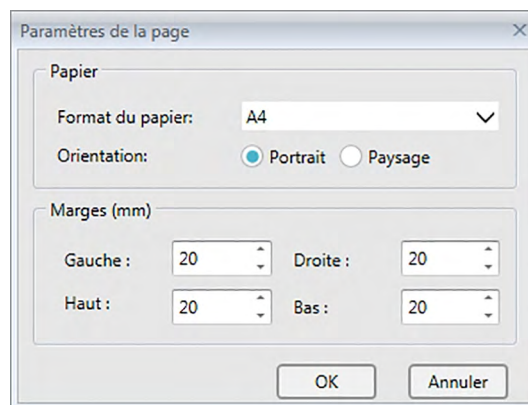 Paramètres de la page
Papier
Format du papier: A4
Orientation: Portrait Paysage
Marges (mm)
Gauche : 20 Droite : 20
Haut : 20 Bas : 20
OK Annuler